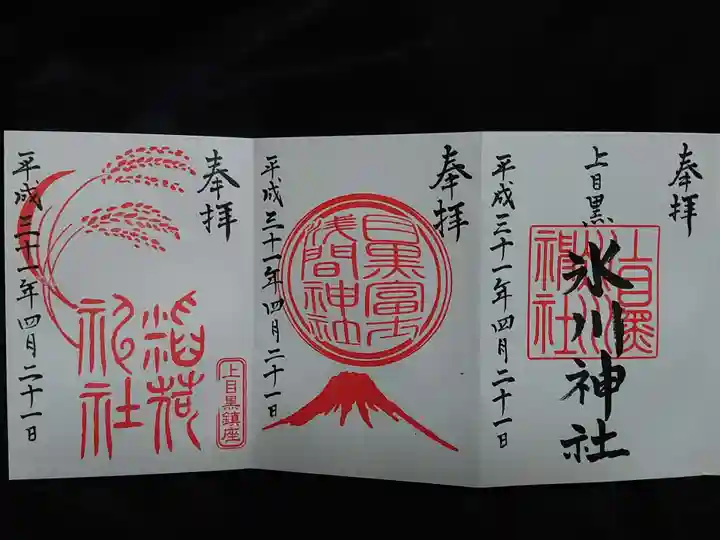 奉拝
上目黒
氷川神社
上目黒
氷川
神社
平成三十一年四月二十一日
奉拝
目黒富士
浅間神社
平成三十一年四月二十一日
奉拝
稲荷
神社
上目黒鎮座
平成三十一年四月二十一日